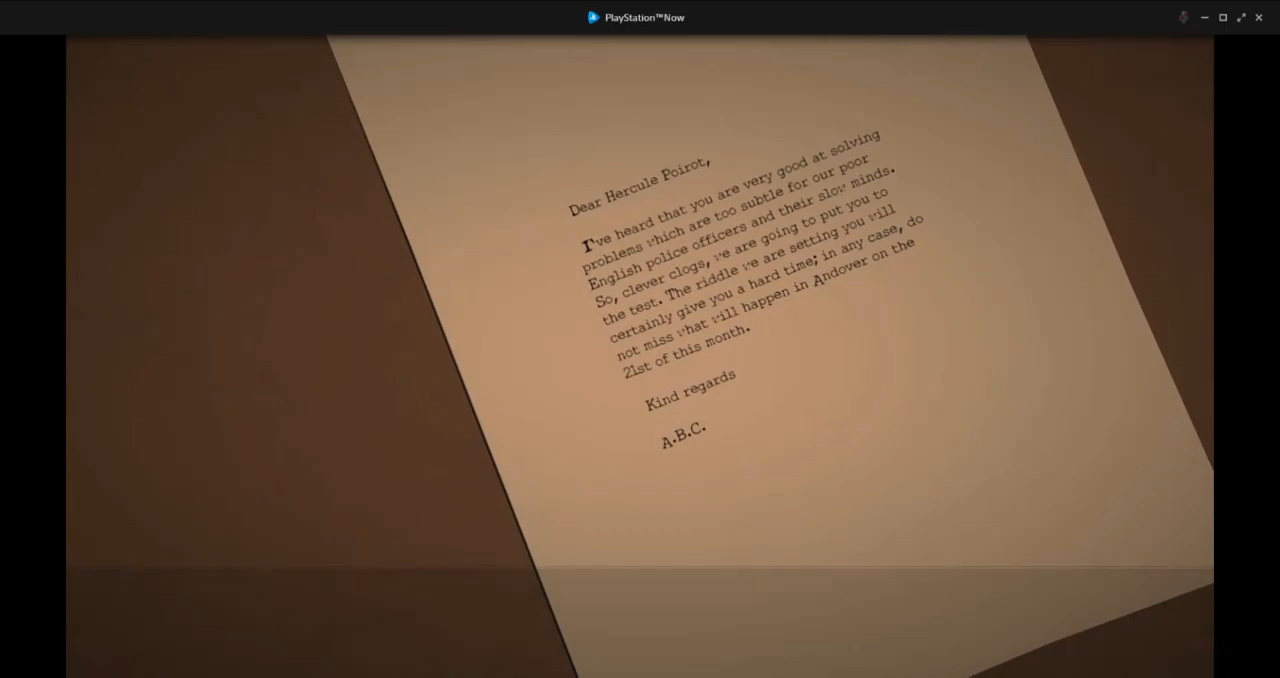 PlayStation™Now
Dear Hercule Poirot,
I've heard that you are very good at solving
problems which are too subtle for our poor
English police officers and their slow minds.
So, clever clogs, we are going to put you to
the test. The riddle we are setting you will
certainly give you a hard time; in any case, do
not miss what will happen in Andover on the
21st of this month.
Kind regards
A.B.C.